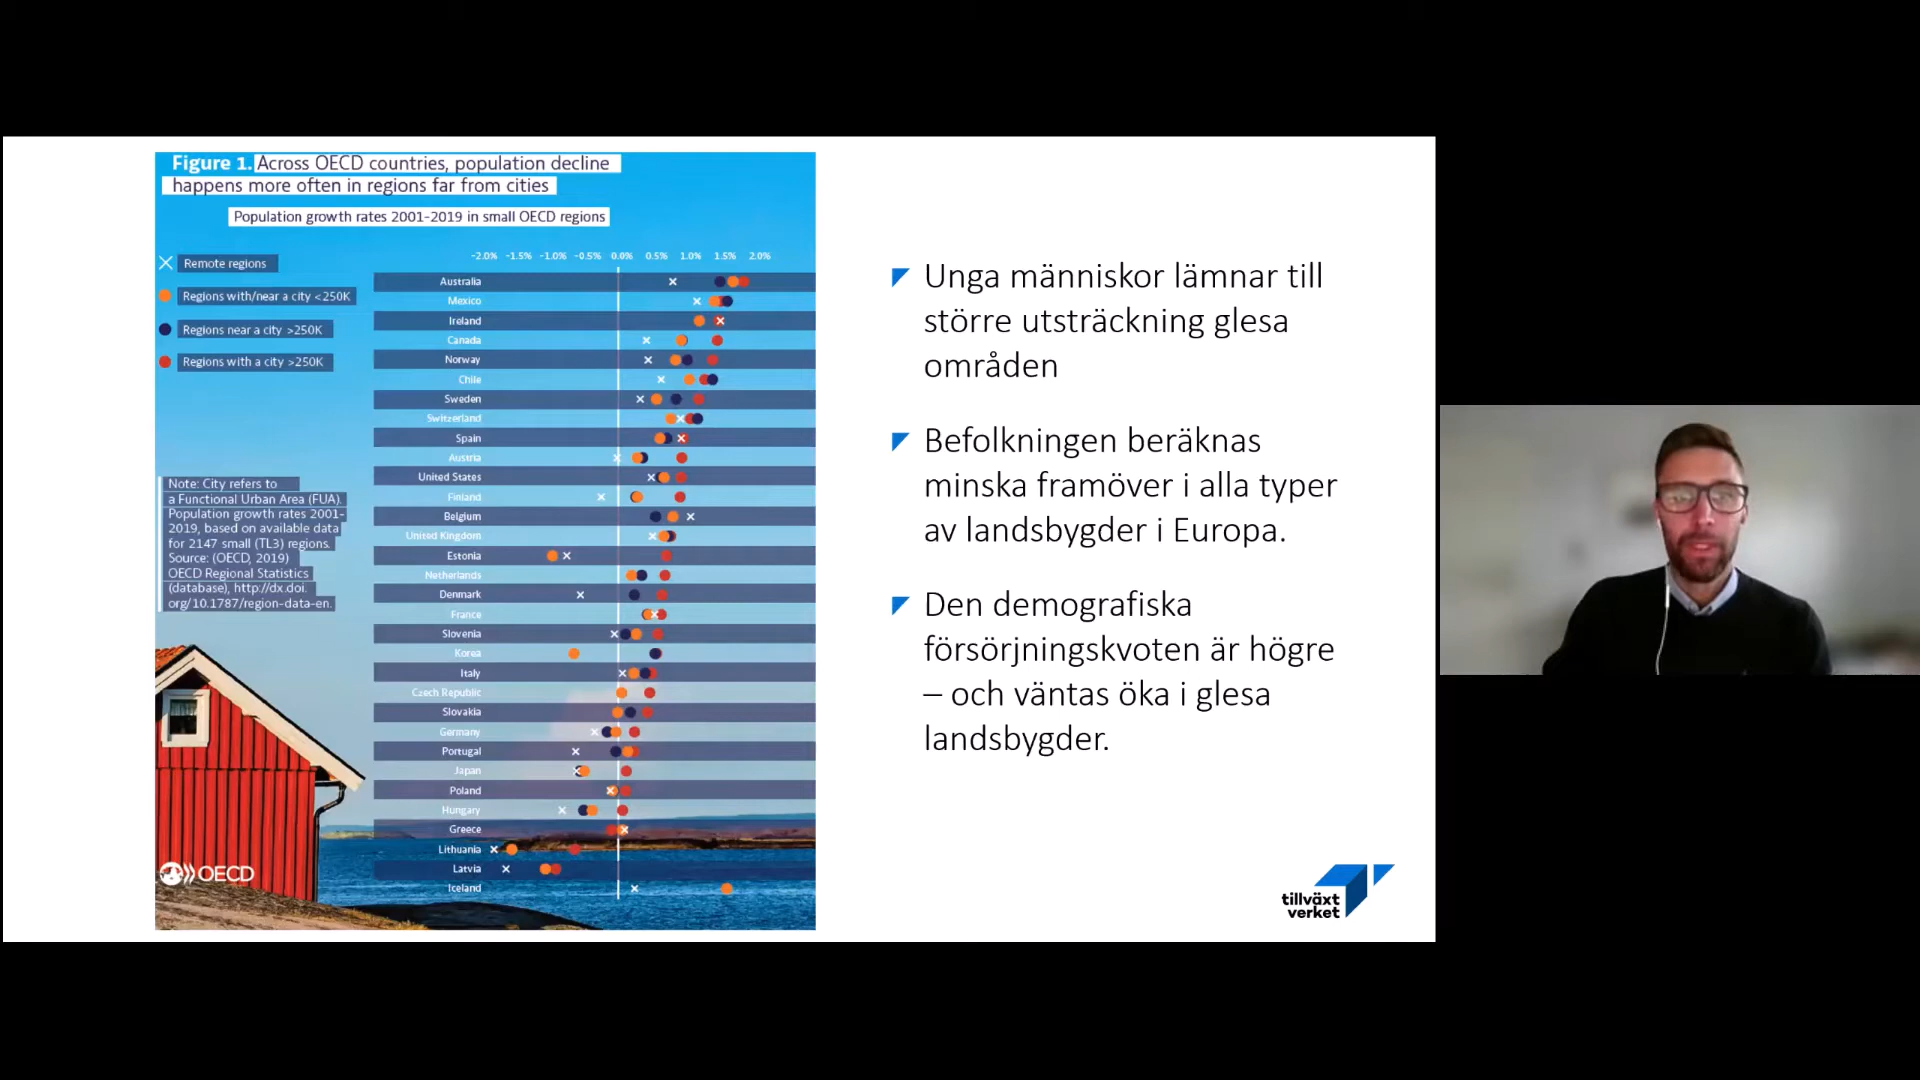 Figure 1. Across OECD countries, population decline
happens more often in regions far from cities
Population growth rates 2001-2019 in small OECD regions
-2.0% -1.5% -1.0% -0.5% 0.0% 0.5% 1.0% 1.5% 2.0%
Remote regions
Regions with/near a city <250K
Regions near a city >250K
Regions with a city >250K
Australia
Mexico
Ireland
Canada
Norway
Chile
Sweden
Switzerland
Spain
Austria
United States
Finland
Belgium
United Kingdom
Estonia
Netherlands
Denmark
France
Slovenia
Korea
Italy
Czech Republic
Slovakia
Germany
Portugal
Japan
Poland
Hungary
Greece
Lithuania
Latvia
Iceland
Note: City refers to
a Functional Urban Area (FUA).
Population growth rates 2001-
2019, based on available data
for 2147 small (TL3) regions.
Source: (OECD, 2019)
OECD Regional Statistics
(database), http://dx.doi.
org/10.1787/region-data-en.
OECD
Unga människor lämnar till
större utsträckning glesa
områden
Befolkningen beräknas
minska framöver i alla typer
av landsbygder i Europa.
Den demografiska
försörjningskvoten är högre
– och väntas öka i glesa
landsbygder.
tillväxt
verket